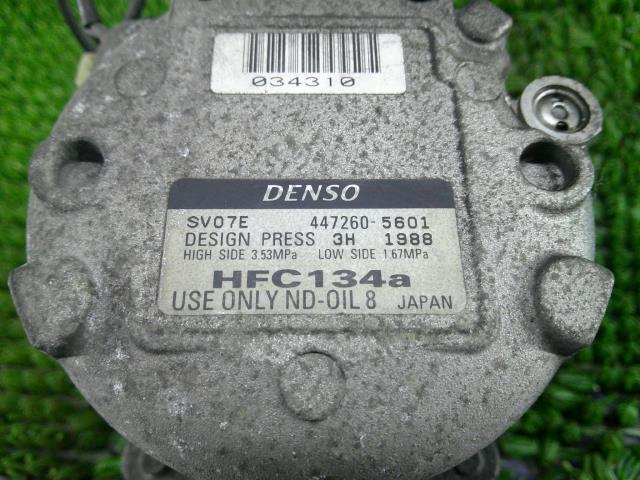 034310
DENSO
SV07E 447260-5601
DESIGN PRESS 3H 1988
HIGH SIDE 3.53MPa LOW SIDE 1.67MPa
HFC134a
USE ONLY ND-OIL 8 JAPAN